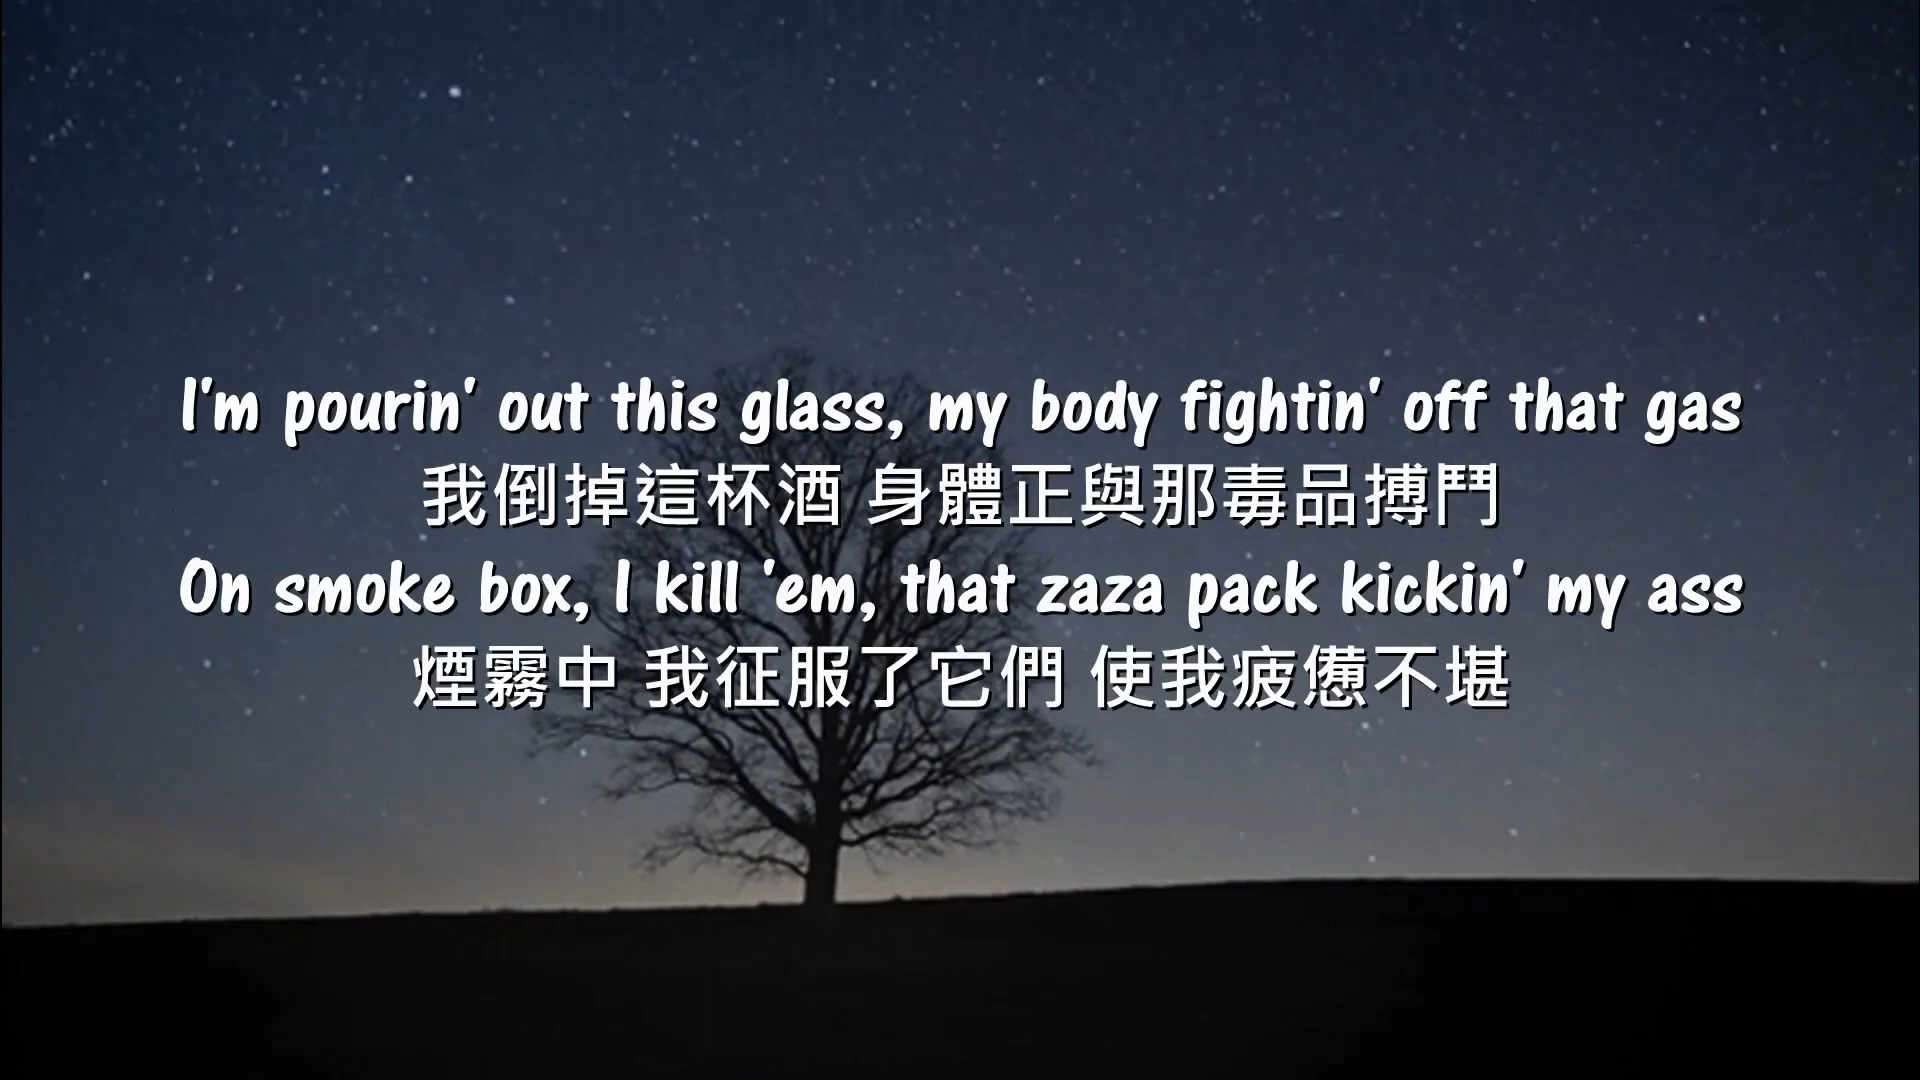 I'm pourin' out this glass, my body fightin' off that gas
我倒掉這杯酒 身體正與那毒品搏鬥
On smoke box, I kill 'em, that zaza pack kickin' my ass
煙霧中 我征服了它們 使我疲憊不堪